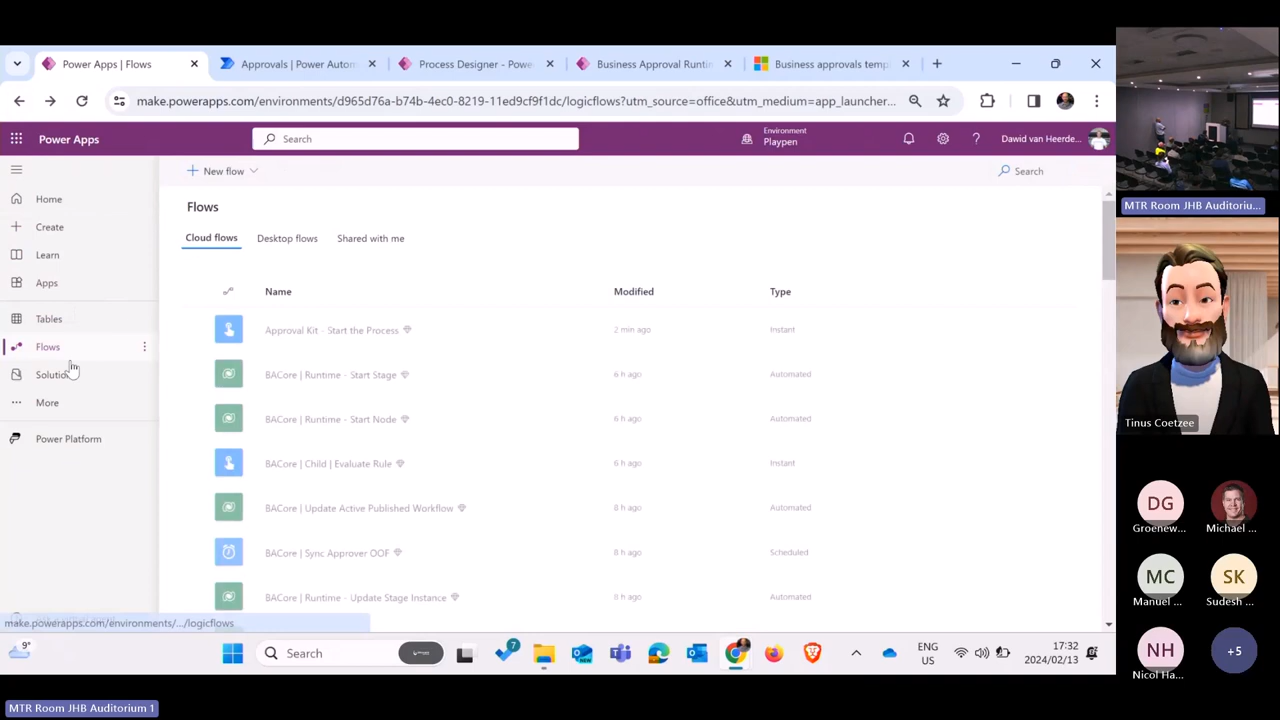 Power Apps | Flows
Approvals | Power Autom
Process Designer - Powe
Business Approval Runtin
Business approvals temp
make.powerapps.com/environments/d965d76a-b74b-4ec0-8219-11ed9cf9f1dc/logicflows?utm_source=office&utm_medium=app_launcher...
Power Apps
Search
Environment
Playpen
Dawid van Heerde...
New flow
Search
Home
Create
Learn
Apps
Tables
Flows
Solution
More
Power Platform
Flows
Cloud flows
Desktop flows
Shared with me
Name
Modified
Type
Approval Kit - Start the Process
2 min ago
Instant
BACore | Runtime - Start Stage
6 h ago
Automated
BACore | Runtime - Start Node
6 h ago
Automated
BACore | Child | Evaluate Rule
6 h ago
Instant
BACore | Update Active Published Workflow
8 h ago
Automated
BACore | Sync Approver OOF
8 h ago
Scheduled
BACore | Runtime - Update Stage Instance
8 h ago
Automated
make.powerapps.com/environments/.../logicflows
9°
Search
7
ENG
US
17:32
2024/02/13
MTR Room JHB Auditoriu...
Tinus Coetzee
DG
Groenew...
Michael ...
MC
Manuel ...
SK
Sudesh ...
NH
Nicol Ha...
+5
MTR Room JHB Auditorium 1